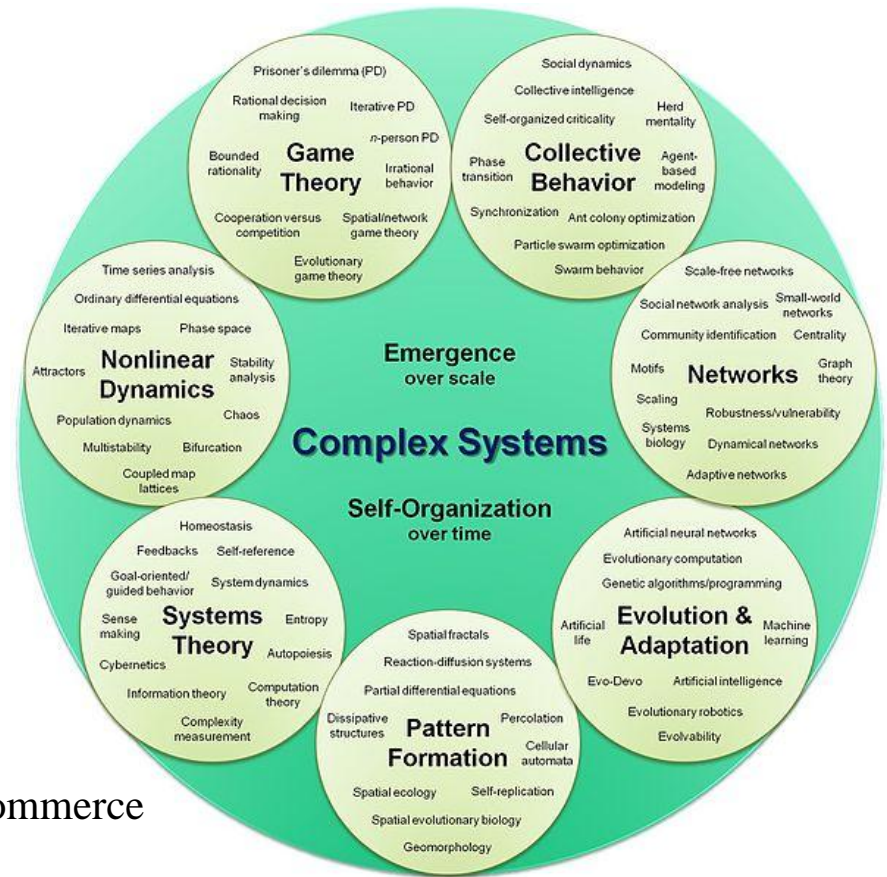 Prisoner's dilemma (PD)
Rational decision
making
Iterative PD
n-person PD
Bounded
rationality
Game
Theory
Irrational
behavior
Cooperation versus
competition
Spatial/network
game theory
Evolutionary
game theory
Social dynamics
Collective intelligence
Herd
mentality
Self-organized criticality
Phase
transition
Collective
Behavior
Agent-
based
modeling
Synchronization
Ant colony optimization
Particle swarm optimization
Swarm behavior
Time series analysis
Ordinary differential equations
Iterative maps
Phase space
Attractors
Nonlinear
Dynamics
Stability
analysis
Population dynamics
Chaos
Multistability
Bifurcation
Coupled map
lattices
Emergence
over scale
Complex Systems
Self-Organization
over time
Scale-free networks
Social network analysis
Small-world
networks
Community identification
Centrality
Motifs
Networks
Graph
theory
Scaling
Robustness/vulnerability
Systems
biology
Dynamical networks
Adaptive networks
Homeostasis
Feedbacks
Self-reference
Goal-oriented/
guided behavior
System dynamics
Sense
making
Systems
Theory
Entropy
Autopoiesis
Cybernetics
Information theory
Computation
theory
Complexity
measurement
Spatial fractals
Reaction-diffusion systems
Partial differential equations
Dissipative
structures
Pattern
Formation
Percolation
Cellular
automata
Spatial ecology
Self-replication
Spatial evolutionary biology
Geomorphology
Artificial neural networks
Evolutionary computation
Genetic algorithms/programming
Artificial
life
Evolution &
Adaptation
Machine
learning
Evo-Devo
Artificial intelligence
Evolutionary robotics
Evolvability
ommerce